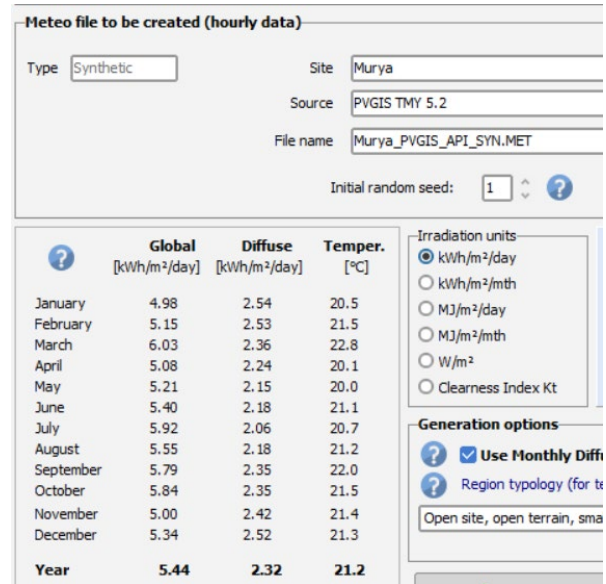 Meteo file to be created (hourly data)
Type Synthetic Site Murya
Source PVGIS TMY 5.2
File name Murya_PVGIS_API_SYN.MET
Initial random seed: 1 ?
? Global Diffuse Temper.
[kWh/m²/day] [kWh/m²/day] [°C]
January 4.98 2.54 20.5
February 5.15 2.53 21.5
March 6.03 2.36 22.8
April 5.08 2.24 20.1
May 5.21 2.15 20.0
June 5.40 2.18 21.1
July 5.92 2.06 20.7
August 5.55 2.18 21.2
September 5.79 2.35 22.0
October 5.84 2.35 21.5
November 5.00 2.42 21.4
December 5.34 2.52 21.3
Year 5.44 2.32 21.2
Irradiation units
kWh/m²/day
kWh/m²/mth
MJ/m²/day
MJ/m²/mth
W/m²
Clearness Index Kt
Generation options
? Use Monthly Diff
? Region typology (for te
Open site, open terrain, sma